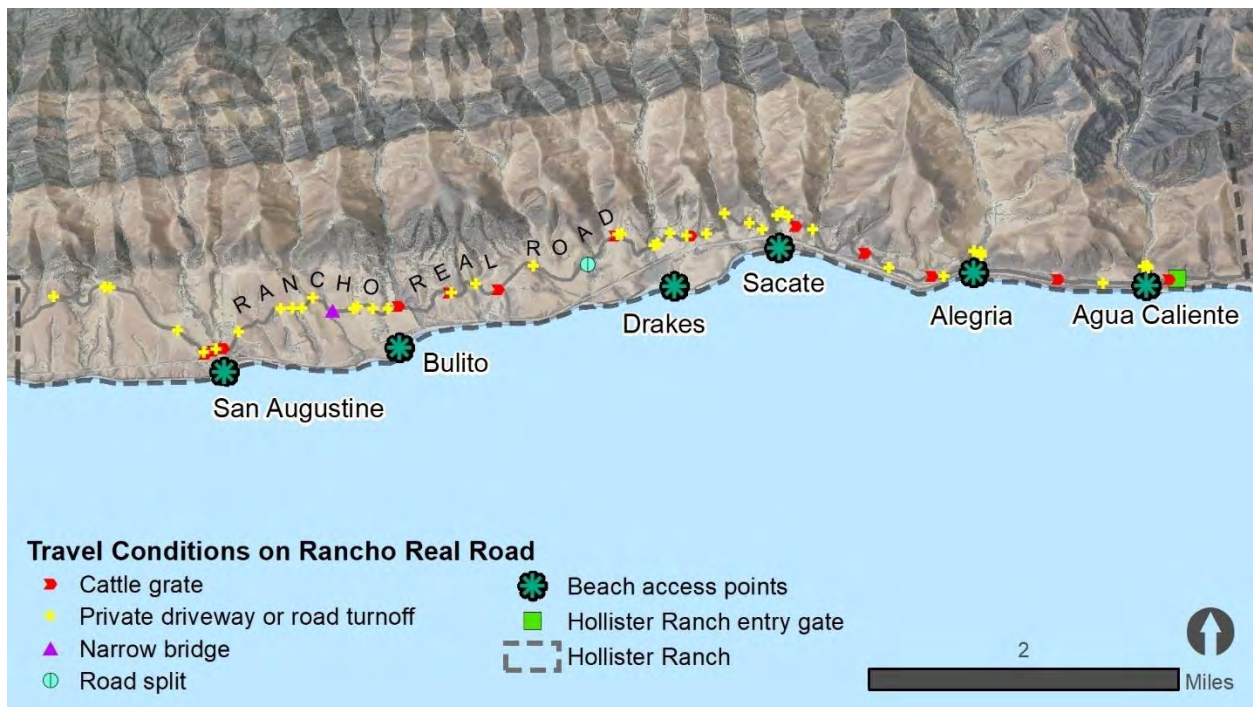 RANCHO REAL ROAD
Sacate
Drakes
Alegria
Agua Caliente
Bulito
San Augustine
Travel Conditions on Rancho Real Road
Cattle grate
Private driveway or road turnoff
Narrow bridge
Road split
Beach access points
Hollister Ranch entry gate
Hollister Ranch
2
Miles